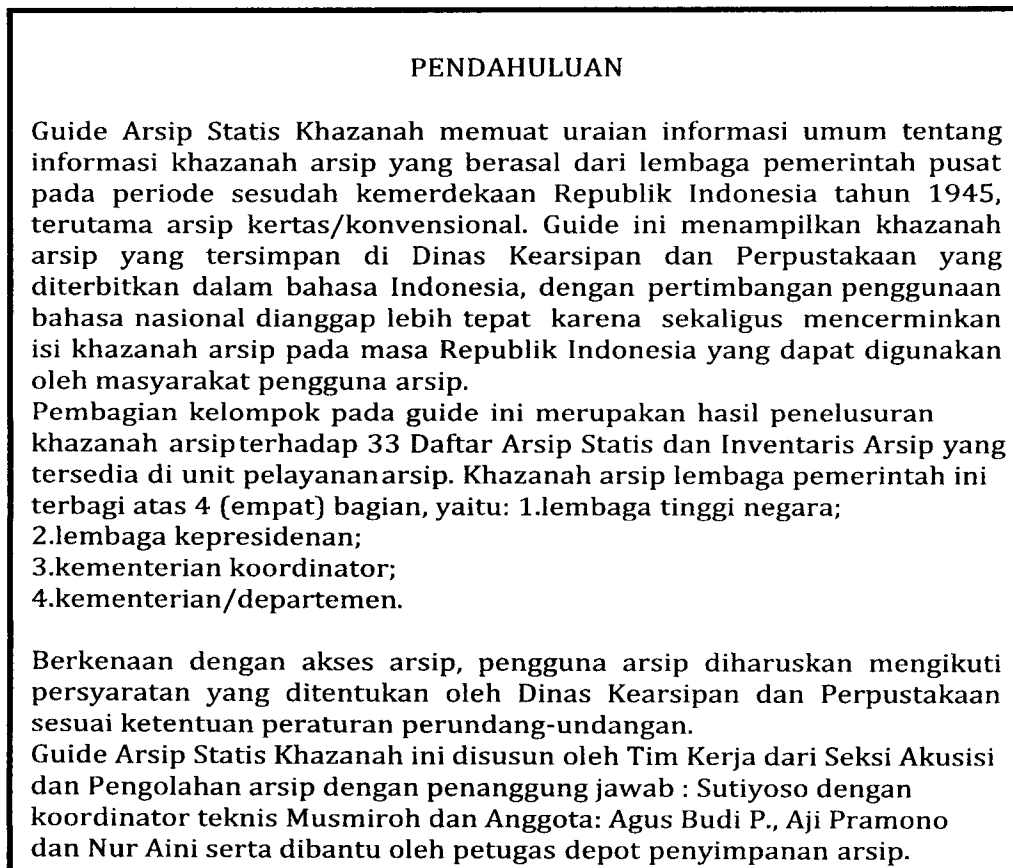 PENDAHULUAN
Guide Arsip Statis Khazanah memuat uraian informasi umum tentang
informasi khazanah arsip yang berasal dari lembaga pemerintah pusat
pada periode sesudah kemerdekaan Republik Indonesia tahun 1945,
terutama arsip kertas/konvensional. Guide ini menampilkan khazanah
arsip yang tersimpan di Dinas Kearsipan dan Perpustakaan yang
diterbitkan dalam bahasa Indonesia, dengan pertimbangan penggunaan
bahasa nasional dianggap lebih tepat karena sekaligus mencerminkan
isi khazanah arsip pada masa Republik Indonesia yang dapat digunakan
oleh masyarakat pengguna arsip.
Pembagian kelompok pada guide ini merupakan hasil penelusuran
khazanah arsipterhadap 33 Daftar Arsip Statis dan Inventaris Arsip yang
tersedia di unit pelayananarsip. Khazanah arsip lembaga pemerintah ini
terbagi atas 4 (empat) bagian, yaitu: 1.lembaga tinggi negara;
2.lembaga kepresidenan;
3.kementerian koordinator;
4.kementerian/departemen.
Berkenaan dengan akses arsip, pengguna arsip diharuskan mengikuti
persyaratan yang ditentukan oleh Dinas Kearsipan dan Perpustakaan
sesuai ketentuan peraturan perundang-undangan.
Guide Arsip Statis Khazanah ini disusun oleh Tim Kerja dari Seksi Akusisi
dan Pengolahan arsip dengan penanggung jawab : Sutiyoso dengan
koordinator teknis Musmiroh dan Anggota: Agus Budi P., Aji Pramono
dan Nur Aini serta dibantu oleh petugas depot penyimpanan arsip.